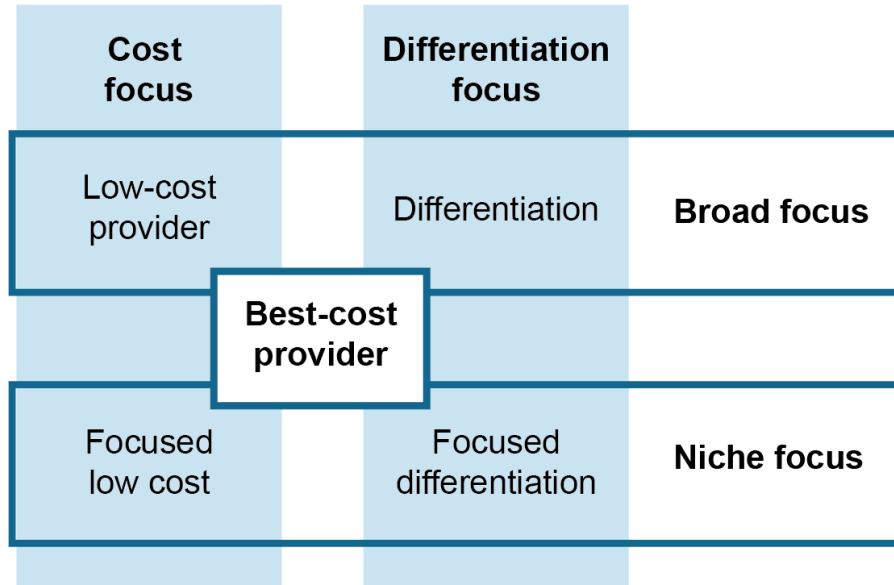 Cost
focus
Differentiation
focus
Low-cost
provider
Differentiation
Broad focus
Best-cost
provider
Focused
low cost
Focused
differentiation
Niche focus